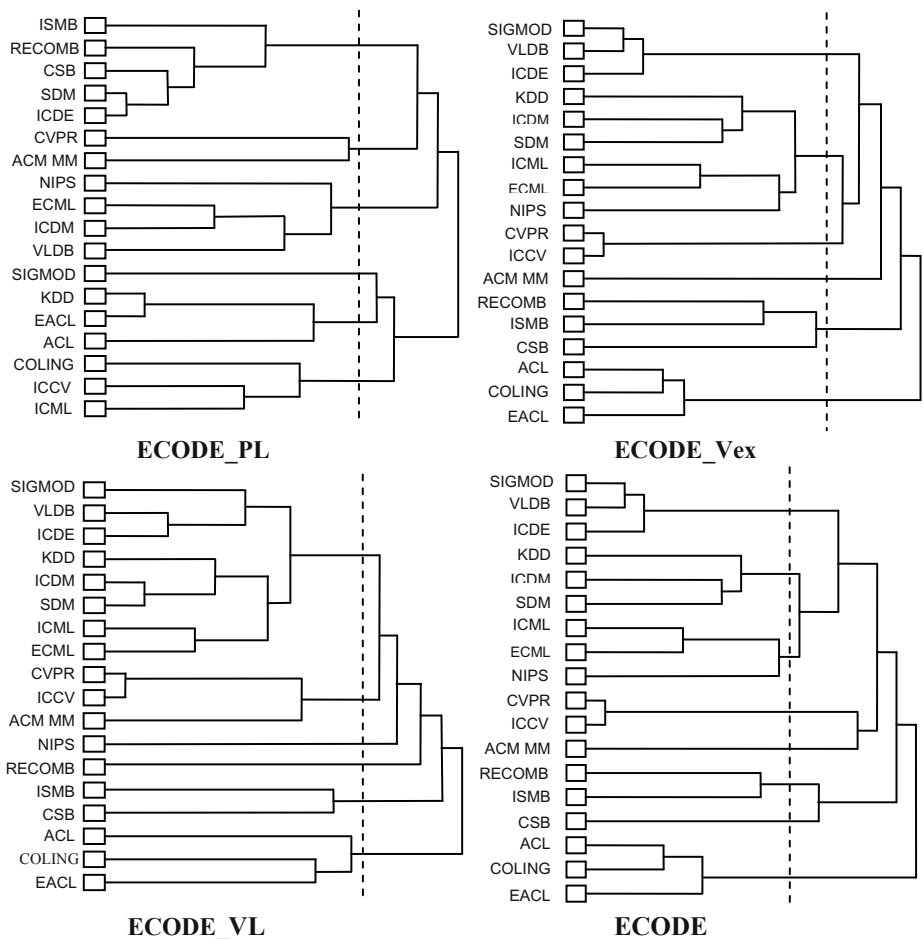 ISMB
RECOMB
CSB
SDM
ICDE
CVPR
ACM MM
NIPS
ECML
ICDM
VLDB
SIGMOD
KDD
EACL
ACL
COLING
ICCV
ICML
ECODE_PL
SIGMOD
VLDB
ICDE
KDD
ICDM
SDM
ICML
ECML
NIPS
CVPR
ICCV
ACM MM
RECOMB
ISMB
CSB
ACL
COLING
EACL
ECODE_Vex
SIGMOD
VLDB
ICDE
KDD
ICDM
SDM
ICML
ECML
CVPR
ICCV
ACM MM
NIPS
RECOMB
ISMB
CSB
ACL
COLING
EACL
ECODE_VL
SIGMOD
VLDB
ICDE
KDD
ICDM
SDM
ICML
ECML
NIPS
CVPR
ICCV
ACM MM
RECOMB
ISMB
CSB
ACL
COLING
EACL
ECODE